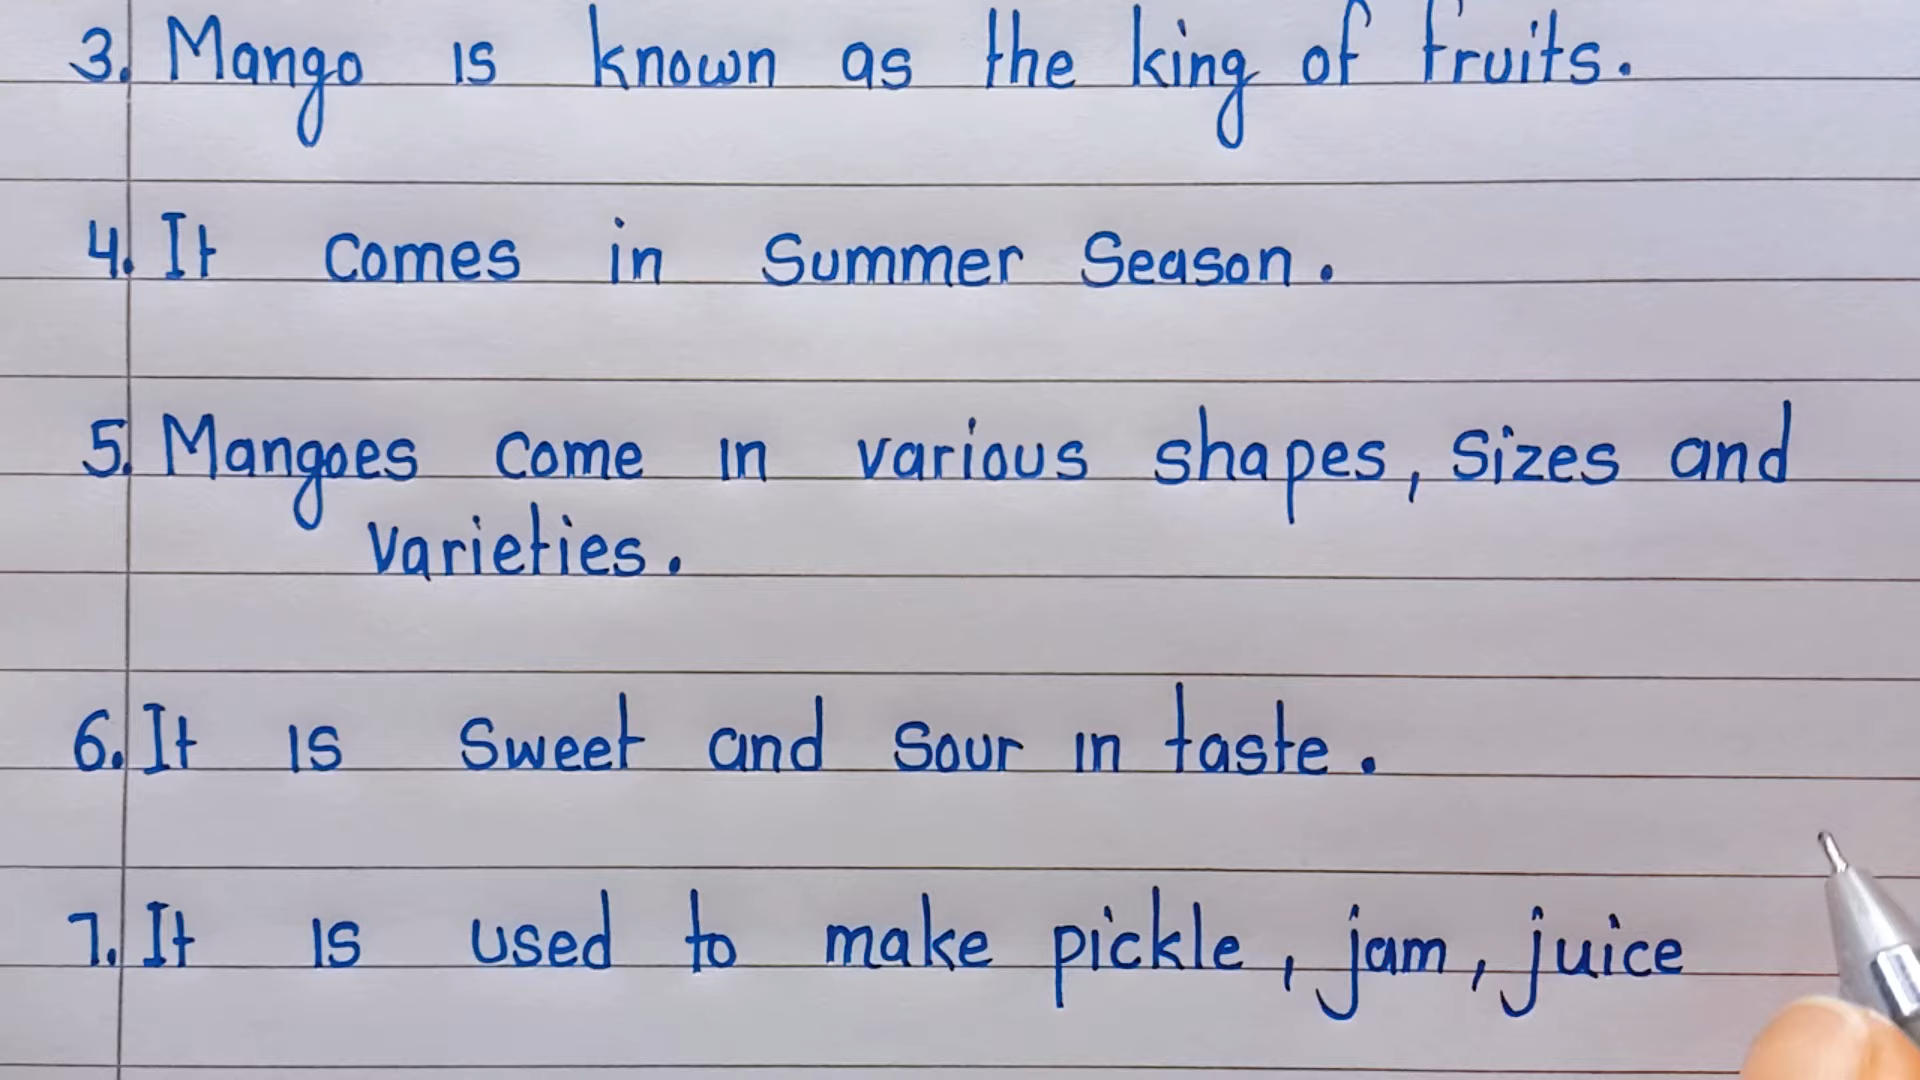 3. Mango is known as the king of fruits.
4. It comes in Summer Season.
5. Mangoes come in various shapes, sizes and
varieties.
6. It is sweet and sour in taste.
7. It is used to make pickle, jam, juice